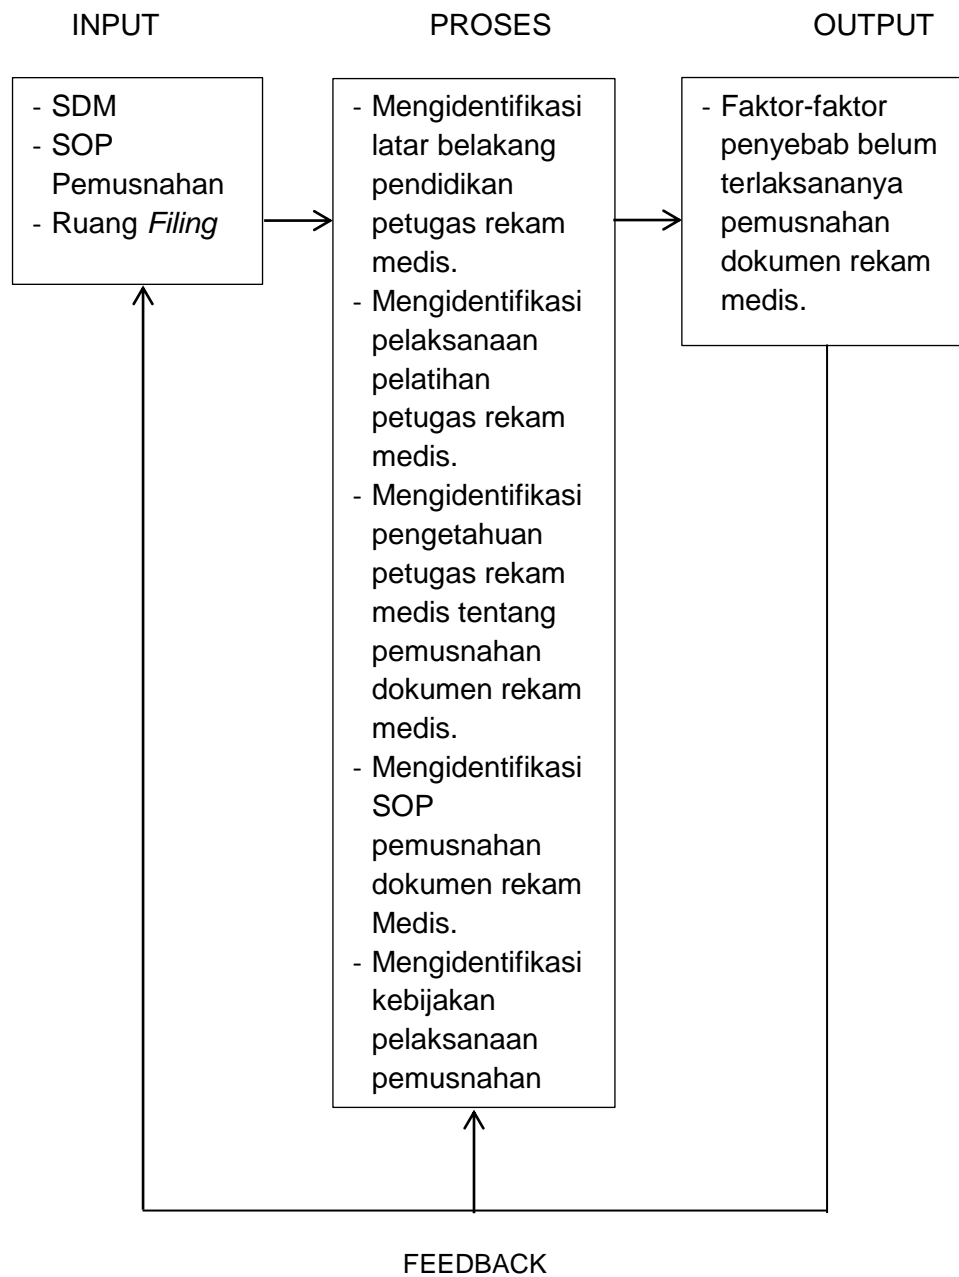 INPUT PROSES OUTPUT
- SDM
- SOP
Pemusnahan
- Ruang Filing
- Mengidentifikasi
latar belakang
pendidikan
petugas rekam
medis.
- Mengidentifikasi
pelaksanaan
pelatihan
petugas rekam
medis.
- Mengidentifikasi
pengetahuan
petugas rekam
medis tentang
pemusnahan
dokumen rekam
medis.
- Mengidentifikasi
SOP
pemusnahan
dokumen rekam
Medis.
- Mengidentifikasi
kebijakan
pelaksanaan
pemusnahan
- Faktor-faktor
penyebab belum
terlaksananya
pemusnahan
dokumen rekam
medis.
FEEDBACK